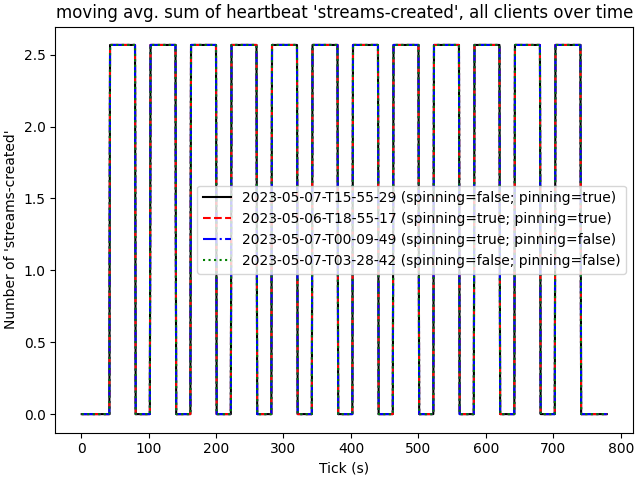 moving avg. sum of heartbeat 'streams-created', all clients over time
Number of 'streams-created'
2.5
2.0
1.5
1.0
0.5
0.0
2023-05-07-T15-55-29 (spinning=false; pinning=true)
2023-05-06-T18-55-17 (spinning=true; pinning=true)
2023-05-07-T00-09-49 (spinning=true; pinning=false)
2023-05-07-T03-28-42 (spinning=false; pinning=false)
0 100 200 300 400 500 600 700 800
Tick (s)